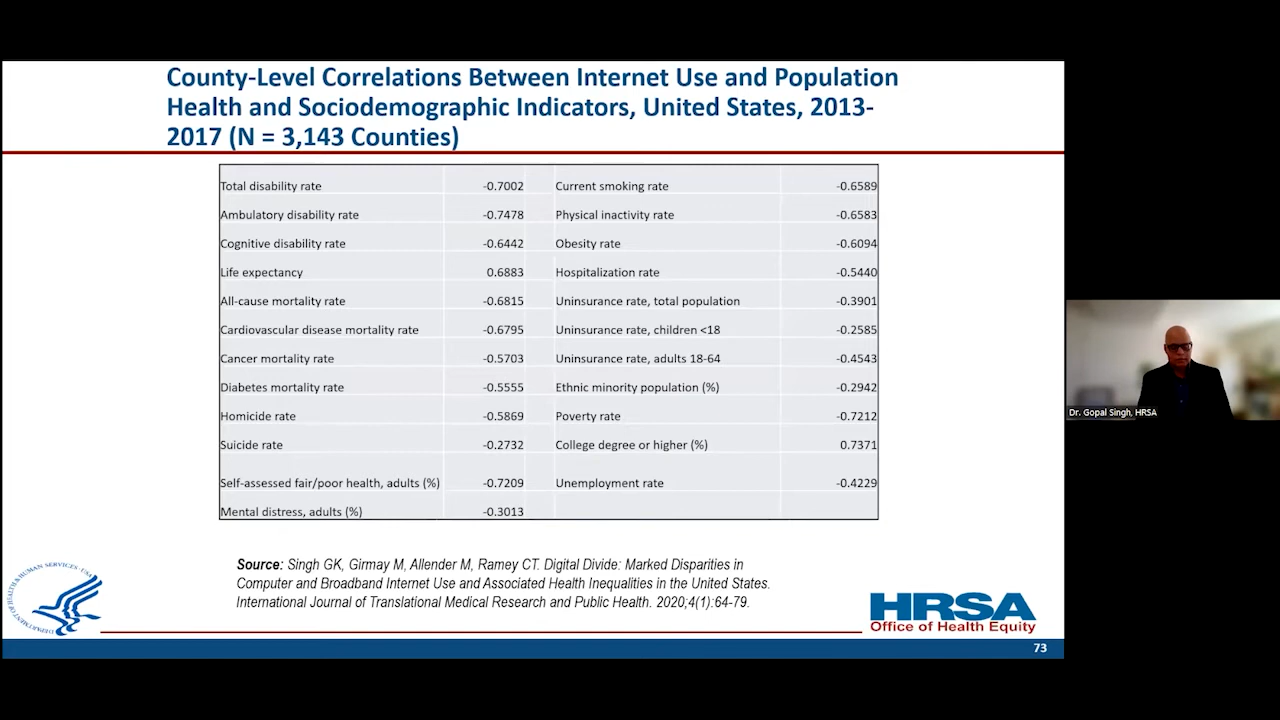 County-Level Correlations Between Internet Use and Population
Health and Sociodemographic Indicators, United States, 2013-
2017 (N = 3,143 Counties)
Total disability rate -0.7002 Current smoking rate -0.6589
Ambulatory disability rate -0.7478 Physical inactivity rate -0.6583
Cognitive disability rate -0.6442 Obesity rate -0.6094
Life expectancy 0.6883 Hospitalization rate -0.5440
All-cause mortality rate -0.6815 Uninsurance rate, total population -0.3901
Cardiovascular disease mortality rate -0.6795 Uninsurance rate, children <18 -0.2585
Cancer mortality rate -0.5703 Uninsurance rate, adults 18-64 -0.4543
Diabetes mortality rate -0.5555 Ethnic minority population (%) -0.2942
Homicide rate -0.5869 Poverty rate -0.7212
Suicide rate -0.2732 College degree or higher (%) 0.7371
Self-assessed fair/poor health, adults (%) -0.7209 Unemployment rate -0.4229
Mental distress, adults (%) -0.3013
Source: Singh GK, Girmay M, Allender M, Ramey CT. Digital Divide: Marked Disparities in
Computer and Broadband Internet Use and Associated Health Inequalities in the United States.
International Journal of Translational Medical Research and Public Health. 2020;4(1):64-79.
DEPARTMENT OF HEALTH & HUMAN SERVICES · USA
HRSA
Office of Health Equity
73
Dr. Gopal Singh, HRSA